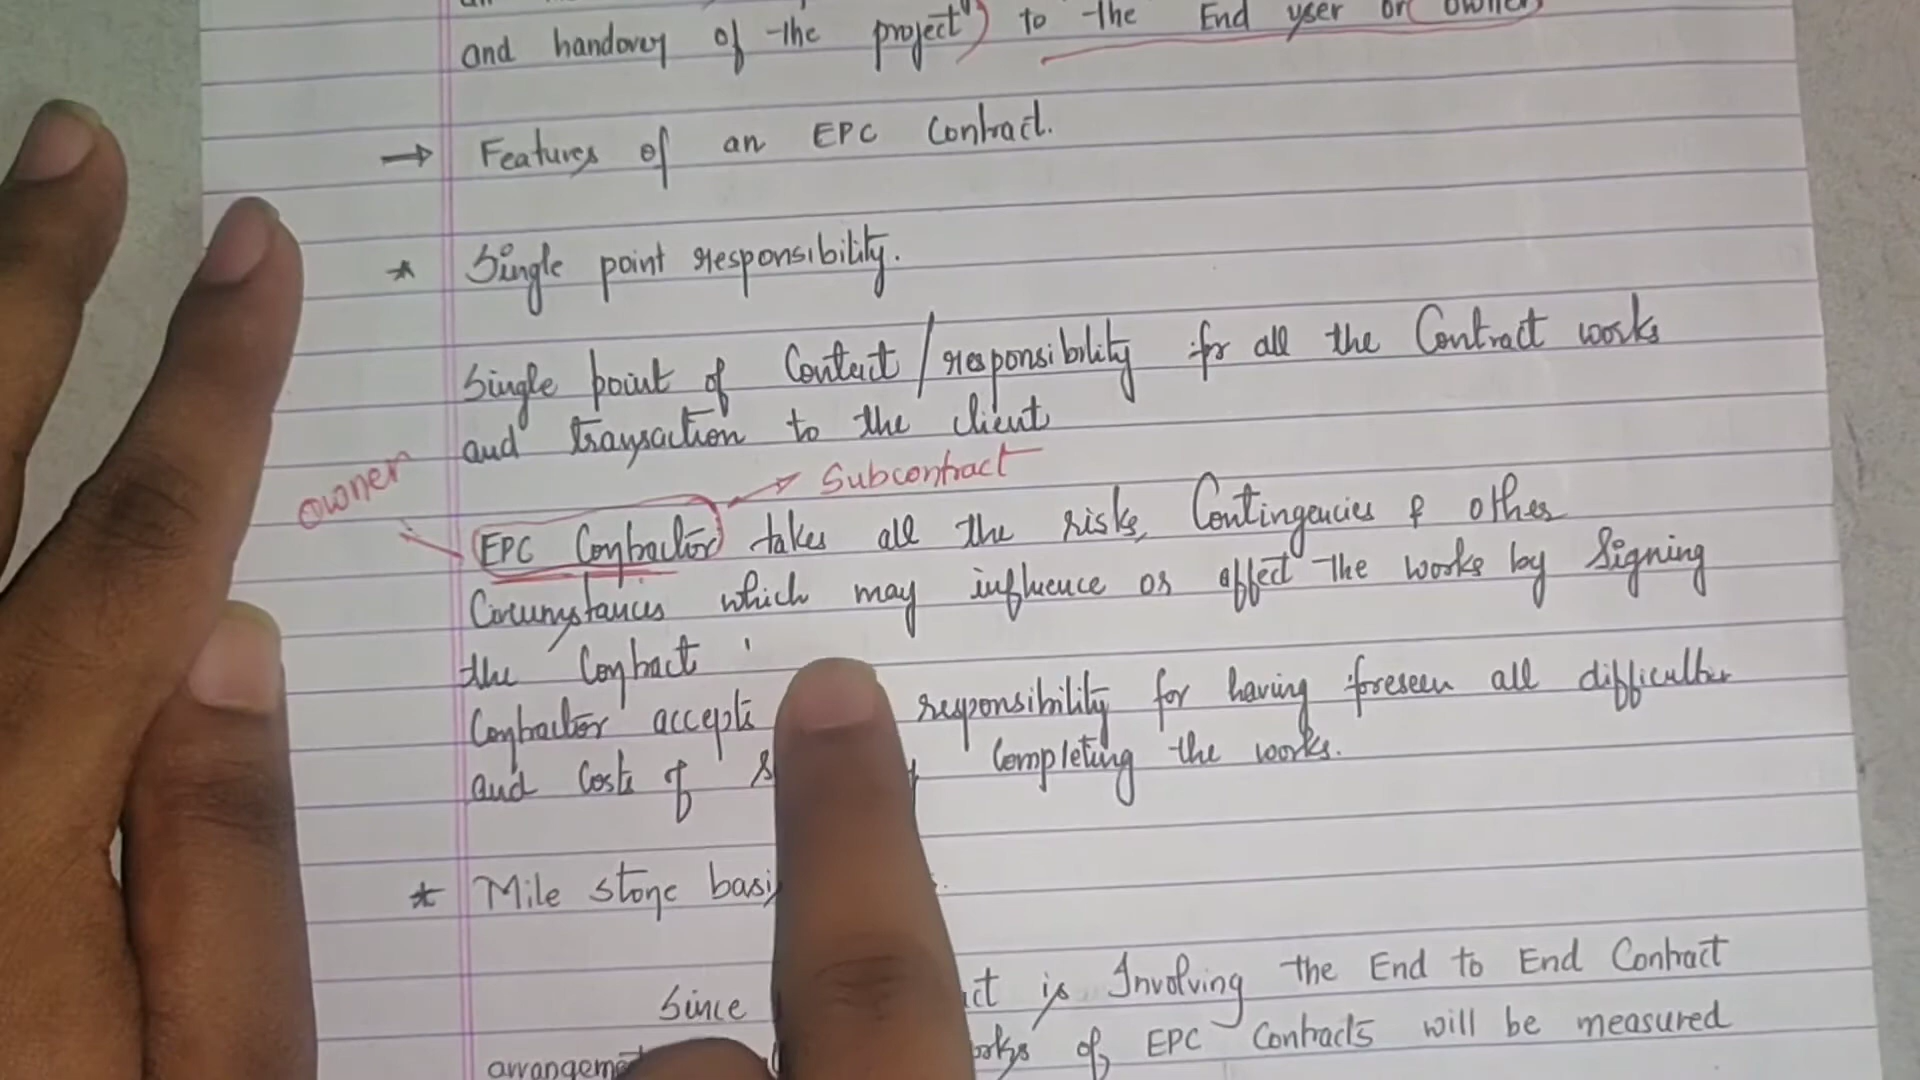 and handover of the project) to the End user or owner
→ Features of an EPC Contract.
* Single point responsibility.
Single point of Contact / responsibility for all the Contract works
and transaction to the client
owner
Subcontract
EPC Contractor takes all the risks, Contingencies & other
Circumstances which may influence or affect the works by Signing
the Contract
Contractor accepts responsibility for having foreseen all difficulties
and Costs of completing the works.
* Mile stone basis
Since is Involving the End to End Contract
of EPC Contracts will be measured